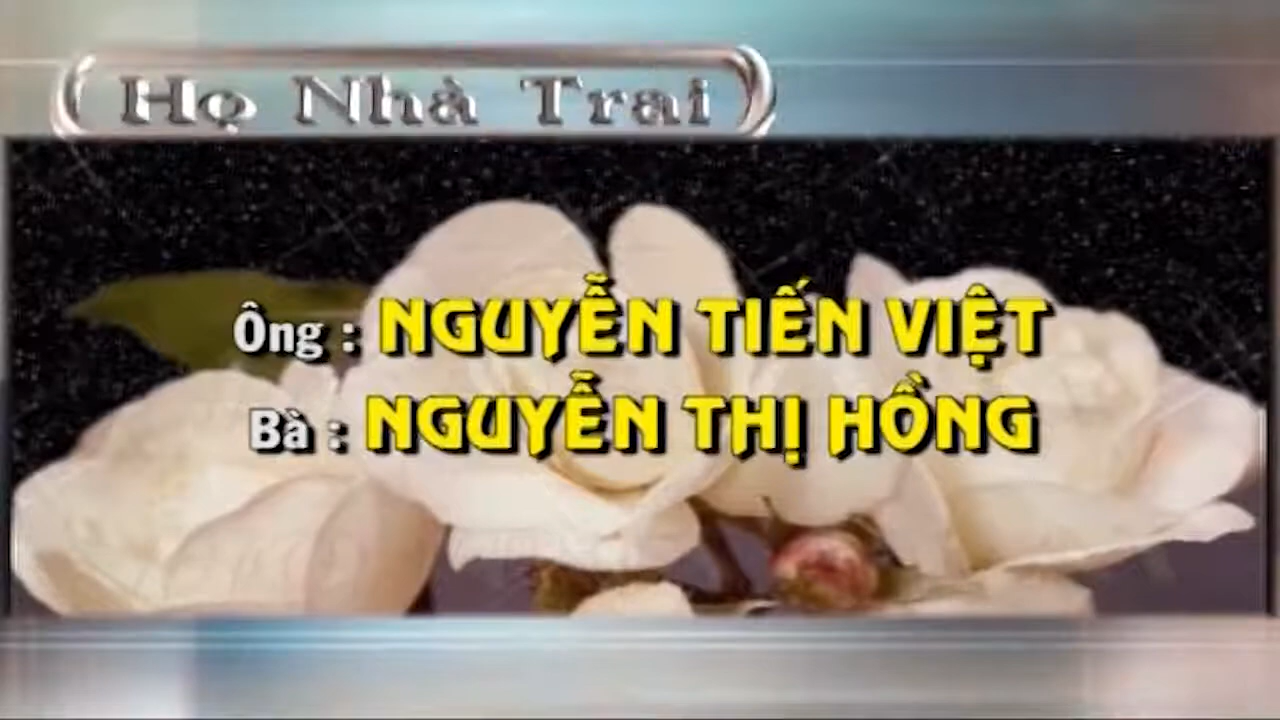 Họ Nhà Trai
Ông : NGUYỄN TIẾN VIỆT
Bà : NGUYỄN THỊ HỒNG